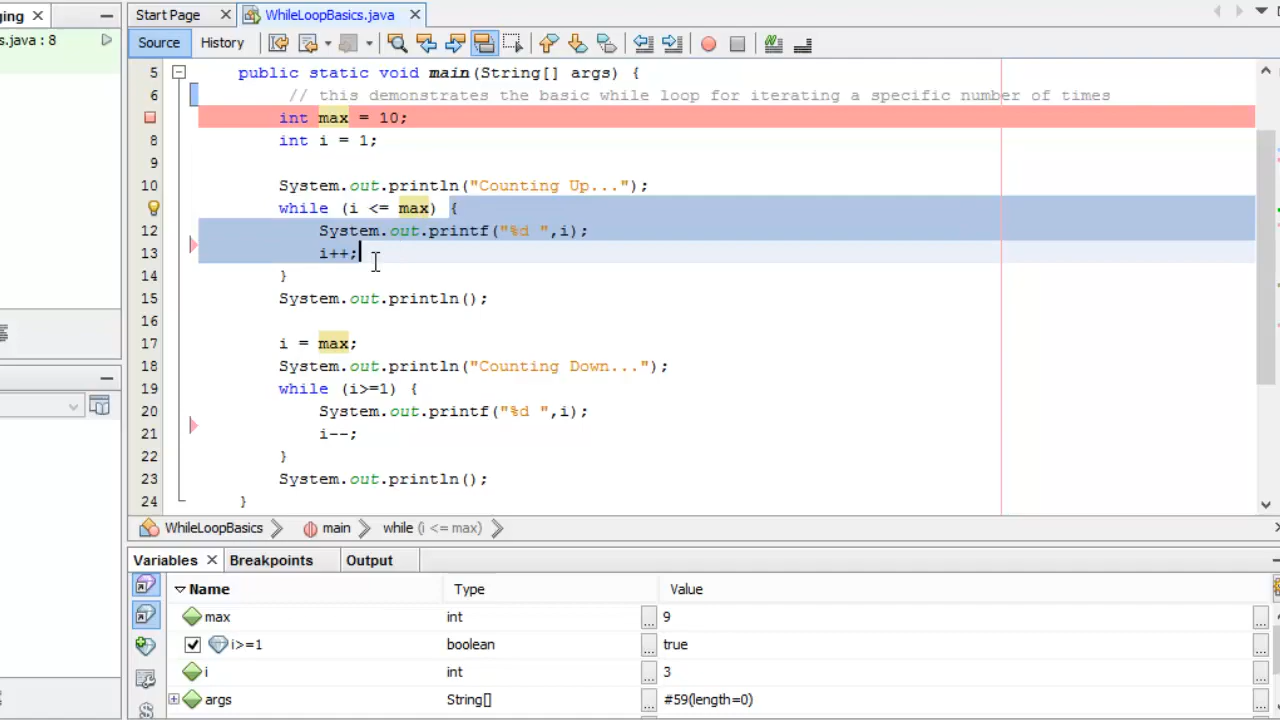 ging
Start Page
WhileLoopBasics.java
s.java : 8
Source
History
5 public static void main(String[] args) {
6 // this demonstrates the basic while loop for iterating a specific number of times
int max = 10;
8 int i = 1;
9
10 System.out.println("Counting Up...");
while (i <= max) {
12 System.out.printf("%d ",i);
13 i++;
14 }
15 System.out.println();
16
17 i = max;
18 System.out.println("Counting Down...");
19 while (i>=1) {
20 System.out.printf("%d ",i);
21 i--;
22 }
23 System.out.println();
24 }
WhileLoopBasics main while (i <= max)
Variables Breakpoints Output
Name Type Value
max int ... 9 ...
i>=1 boolean ... true ...
i int ... 3 ...
args String[] ... #59(length=0) ...